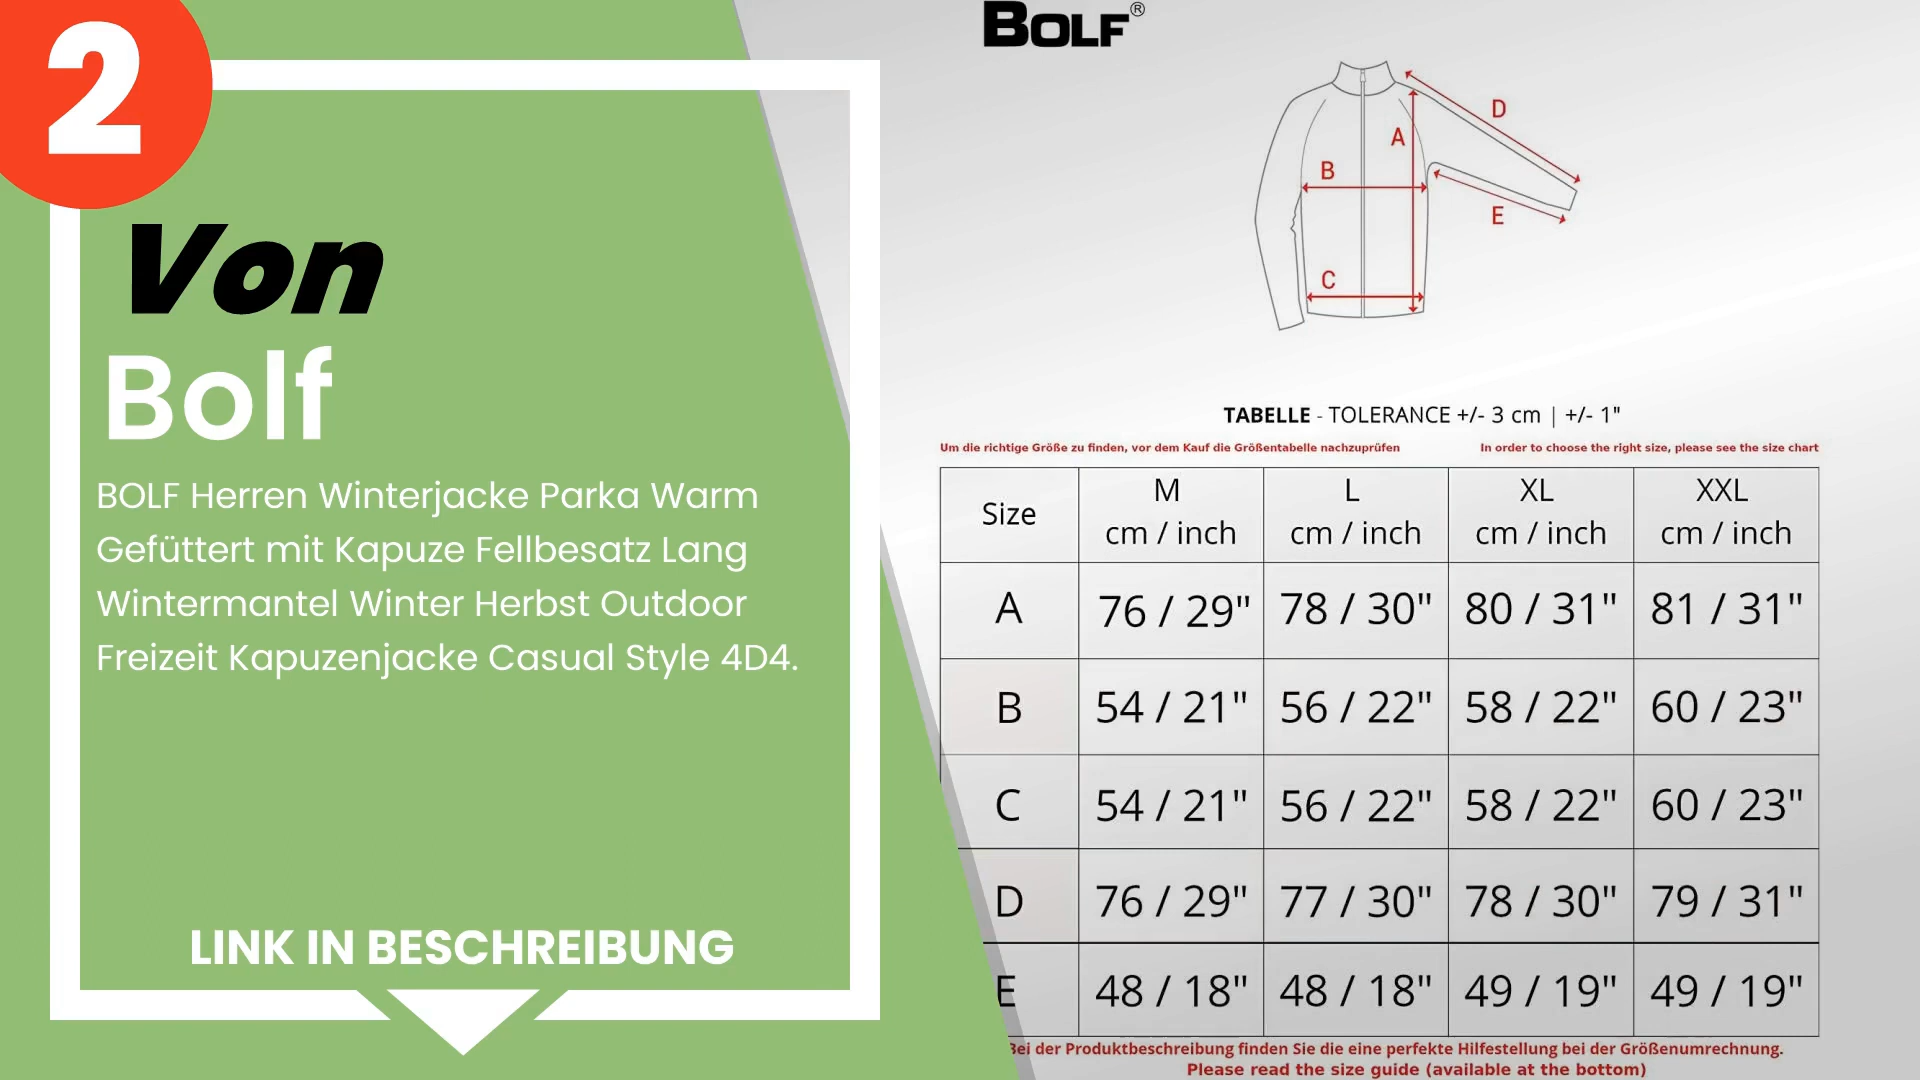 2
Von
Bolf
BOLF Herren Winterjacke Parka Warm
Gefüttert mit Kapuze Fellbesatz Lang
Wintermantel Winter Herbst Outdoor
Freizeit Kapuzenjacke Casual Style 4D4.
LINK IN BESCHREIBUNG
BOLF®
D
A
B
E
C
TABELLE - TOLERANCE +/- 3 cm | +/- 1"
Um die richtige Größe zu finden, vor dem Kauf die Größentabelle nachzuprüfen
In order to choose the right size, please see the size chart
Size M cm / inch L cm / inch XL cm / inch XXL cm / inch
A 76 / 29" 78 / 30" 80 / 31" 81 / 31"
B 54 / 21" 56 / 22" 58 / 22" 60 / 23"
C 54 / 21" 56 / 22" 58 / 22" 60 / 23"
D 76 / 29" 77 / 30" 78 / 30" 79 / 31"
E 48 / 18" 48 / 18" 49 / 19" 49 / 19"
Bei der Produktbeschreibung finden Sie die eine perfekte Hilfestellung bei der Größenumrechnung.
Please read the size guide (available at the bottom)